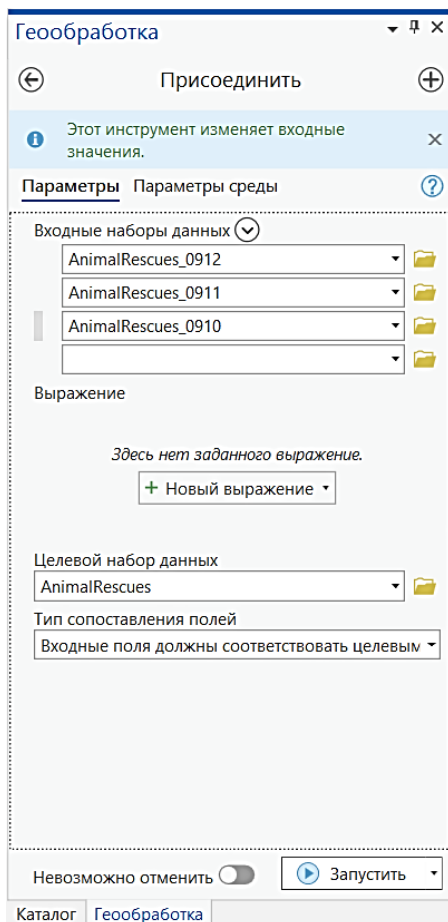 Геообработка
Присоединить
Этот инструмент изменяет входные
значения.
Параметры Параметры среды
Входные наборы данных
AnimalRescues_0912
AnimalRescues_0911
AnimalRescues_0910
Выражение
Здесь нет заданного выражение.
+ Новый выражение
Целевой набор данных
AnimalRescues
Тип сопоставления полей
Входные поля должны соответствовать целевым
Невозможно отменить Запустить
Каталог Геообработка